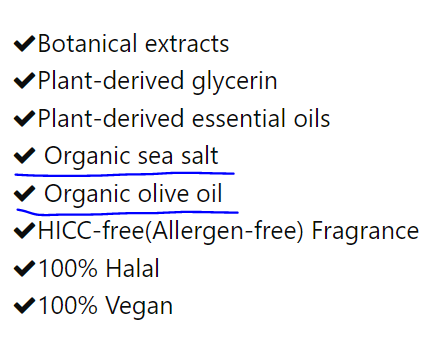 ✔Botanical extracts
✔Plant-derived glycerin
✔Plant-derived essential oils
✔ Organic sea salt
✔ Organic olive oil
✔HICC-free(Allergen-free) Fragrance
✔100% Halal
✔100% Vegan